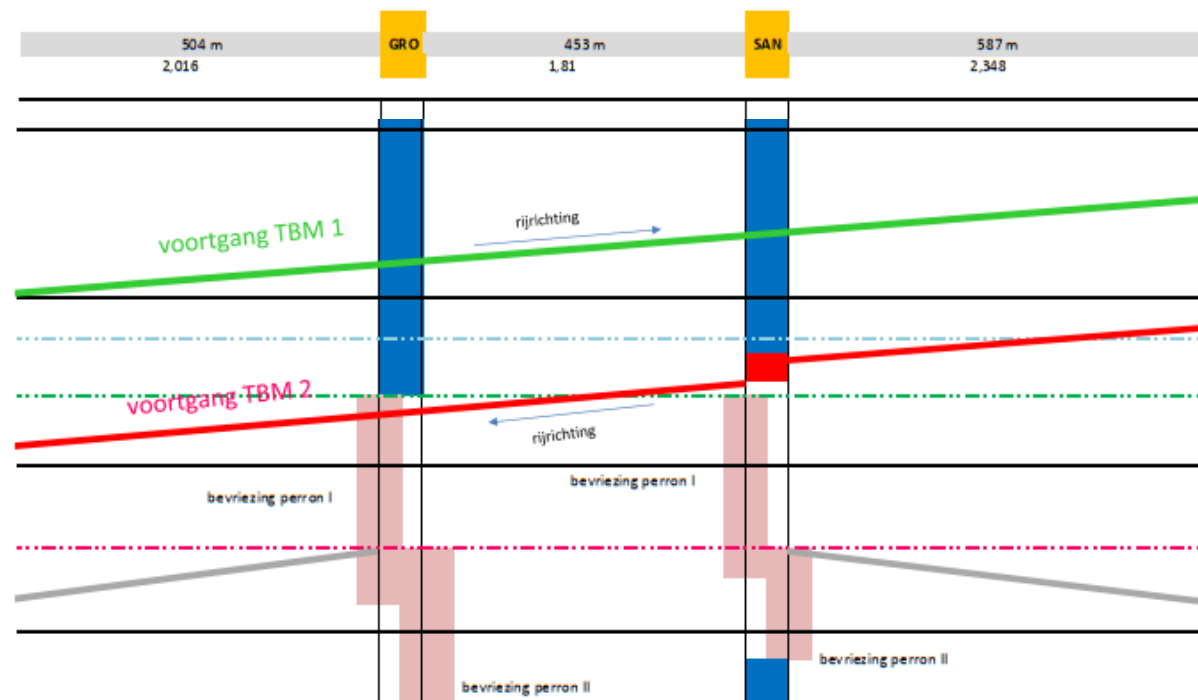 504 m
GRO
453 m
SAN
587 m
2,016
1,81
2,348
rijrichting
voortgang TBM 1
voortgang TBM 2
rijrichting
bevriezing perron I
bevriezing perron I
bevriezing perron II
bevriezing perron II